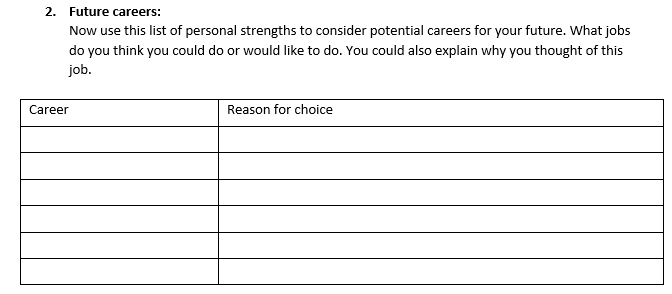 2. Future careers:
Now use this list of personal strengths to consider potential careers for your future. What jobs
do you think you could do or would like to do. You could also explain why you thought of this
job.
Career Reason for choice